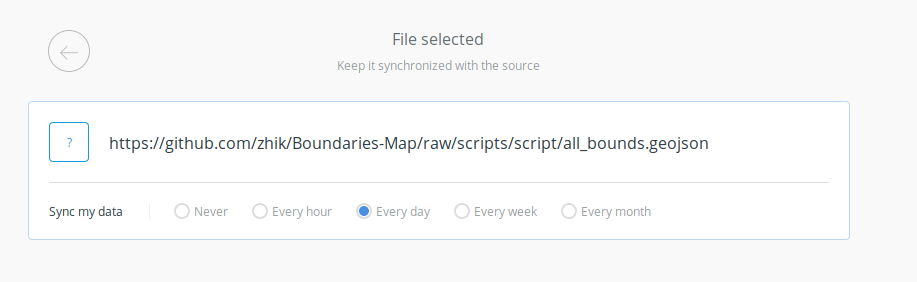 File selected
Keep it synchronized with the source
?
https://github.com/zhik/Boundaries-Map/raw/scripts/script/all_bounds.geojson
Sync my data Never Every hour Every day Every week Every month